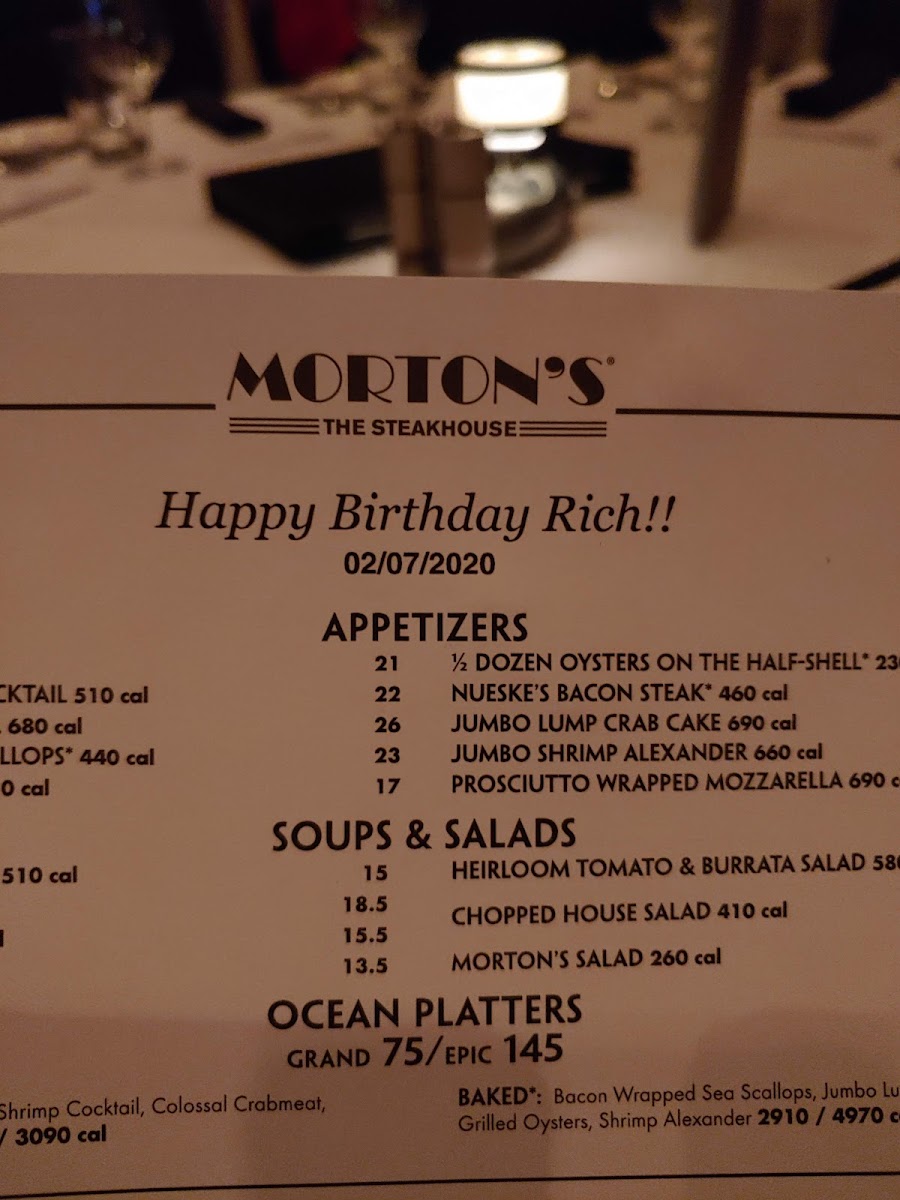 MORTON'S®
THE STEAKHOUSE
Happy Birthday Rich!!
02/07/2020
APPETIZERS
21 ½ DOZEN OYSTERS ON THE HALF-SHELL*
510 cal 22 NUESKE'S BACON STEAK* 460 cal
680 cal 26 JUMBO LUMP CRAB CAKE 690 cal
440 cal 23 JUMBO SHRIMP ALEXANDER 660 cal
cal 17 PROSCIUTTO WRAPPED MOZZARELLA 690
SOUPS & SALADS
510 cal 15 HEIRLOOM TOMATO & BURRATA SALAD
18.5
CHOPPED HOUSE SALAD 410 cal
15.5
MORTON'S SALAD 260 cal
13.5
OCEAN PLATTERS
GRAND 75/EPIC 145
Shrimp Cocktail, Colossal Crabmeat,
/ 3090 cal
BAKED*: Bacon Wrapped Sea Scallops, Jumbo
Grilled Oysters, Shrimp Alexander 2910 / 4970